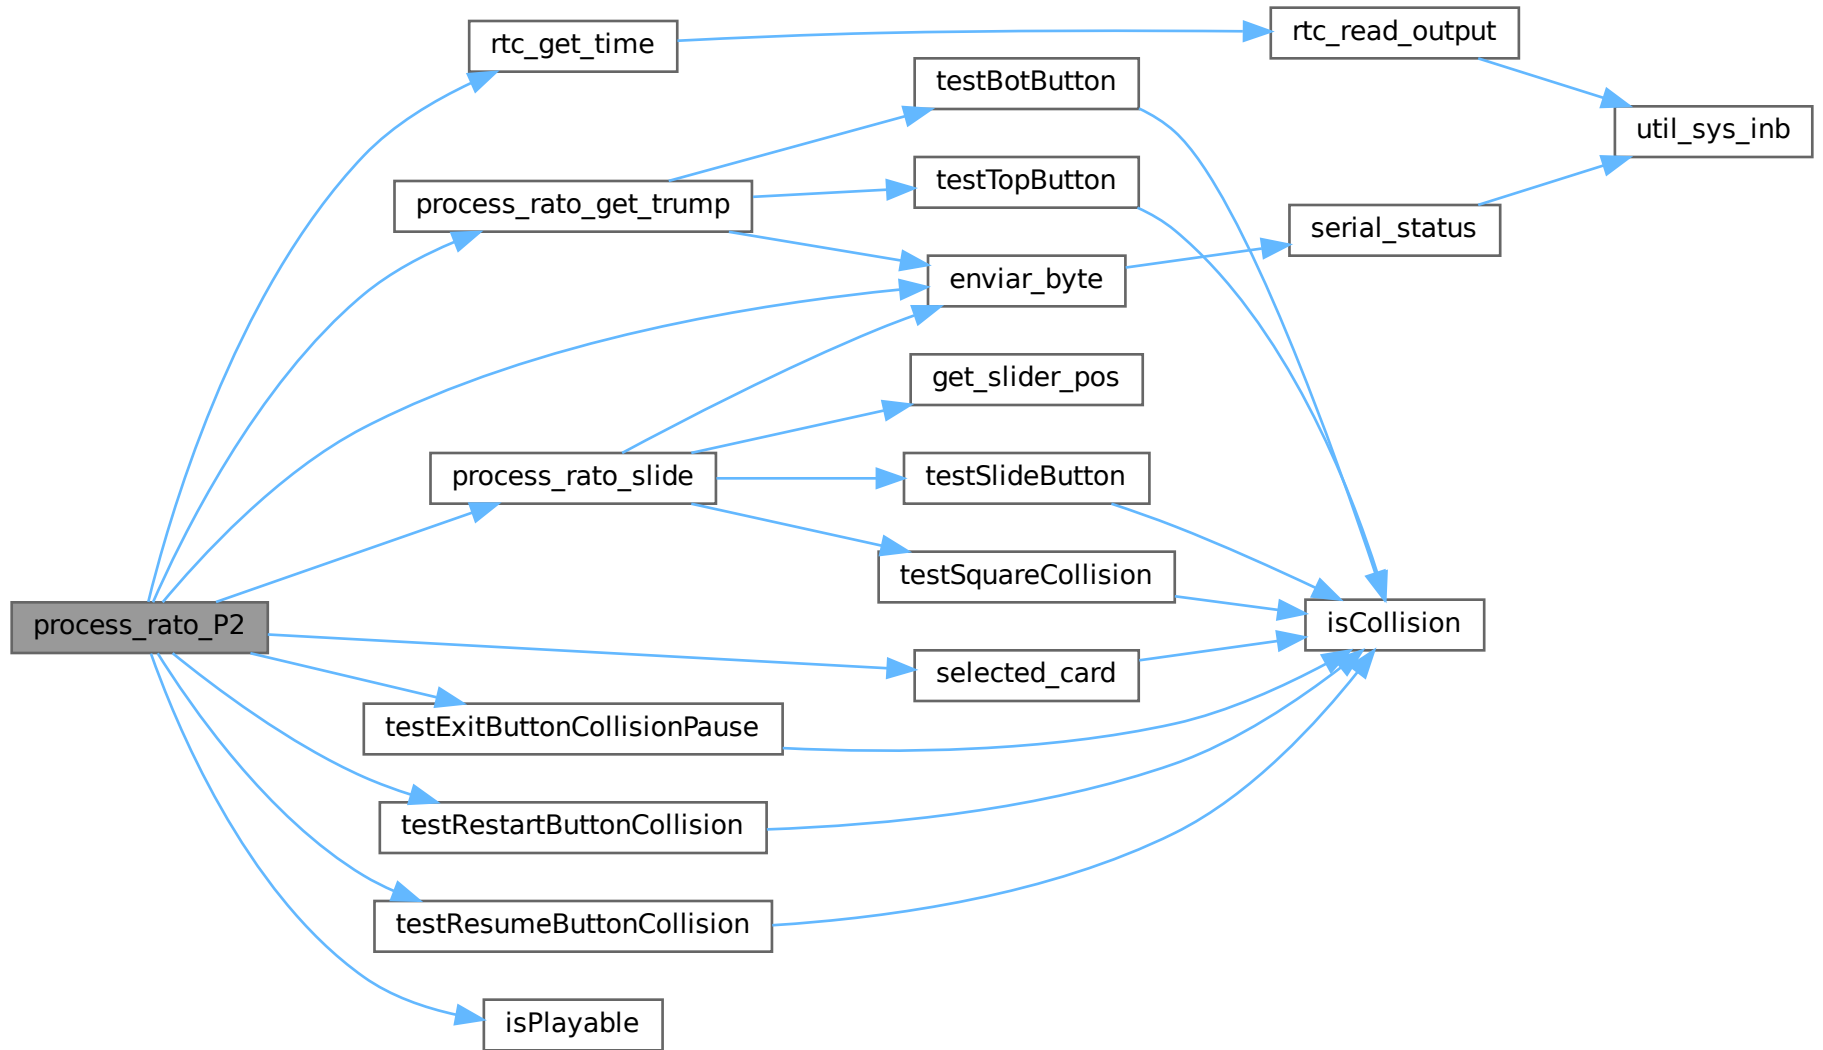 rtc_get_time
rtc_read_output
testBotButton
util_sys_inb
testTopButton
process_rato_get_trump
serial_status
enviar_byte
get_slider_pos
process_rato_slide
testSlideButton
testSquareCollision
process_rato_P2
isCollision
selected_card
testExitButtonCollisionPause
testRestartButtonCollision
testResumeButtonCollision
isPlayable